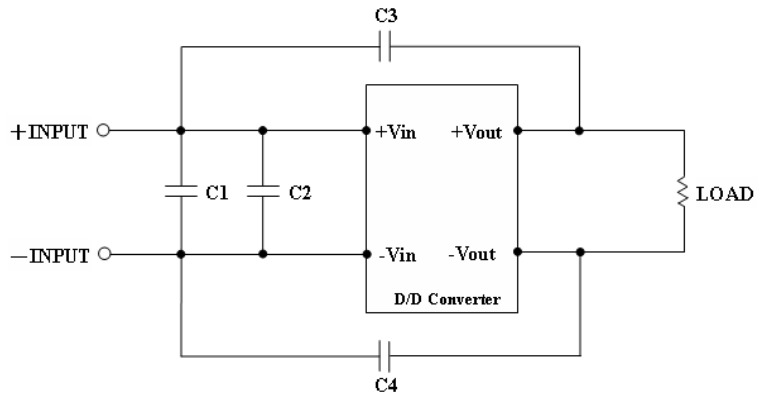 C3
+INPUT
+Vin
+Vout
C1
C2
LOAD
—INPUT
-Vin
-Vout
D/D Converter
C4